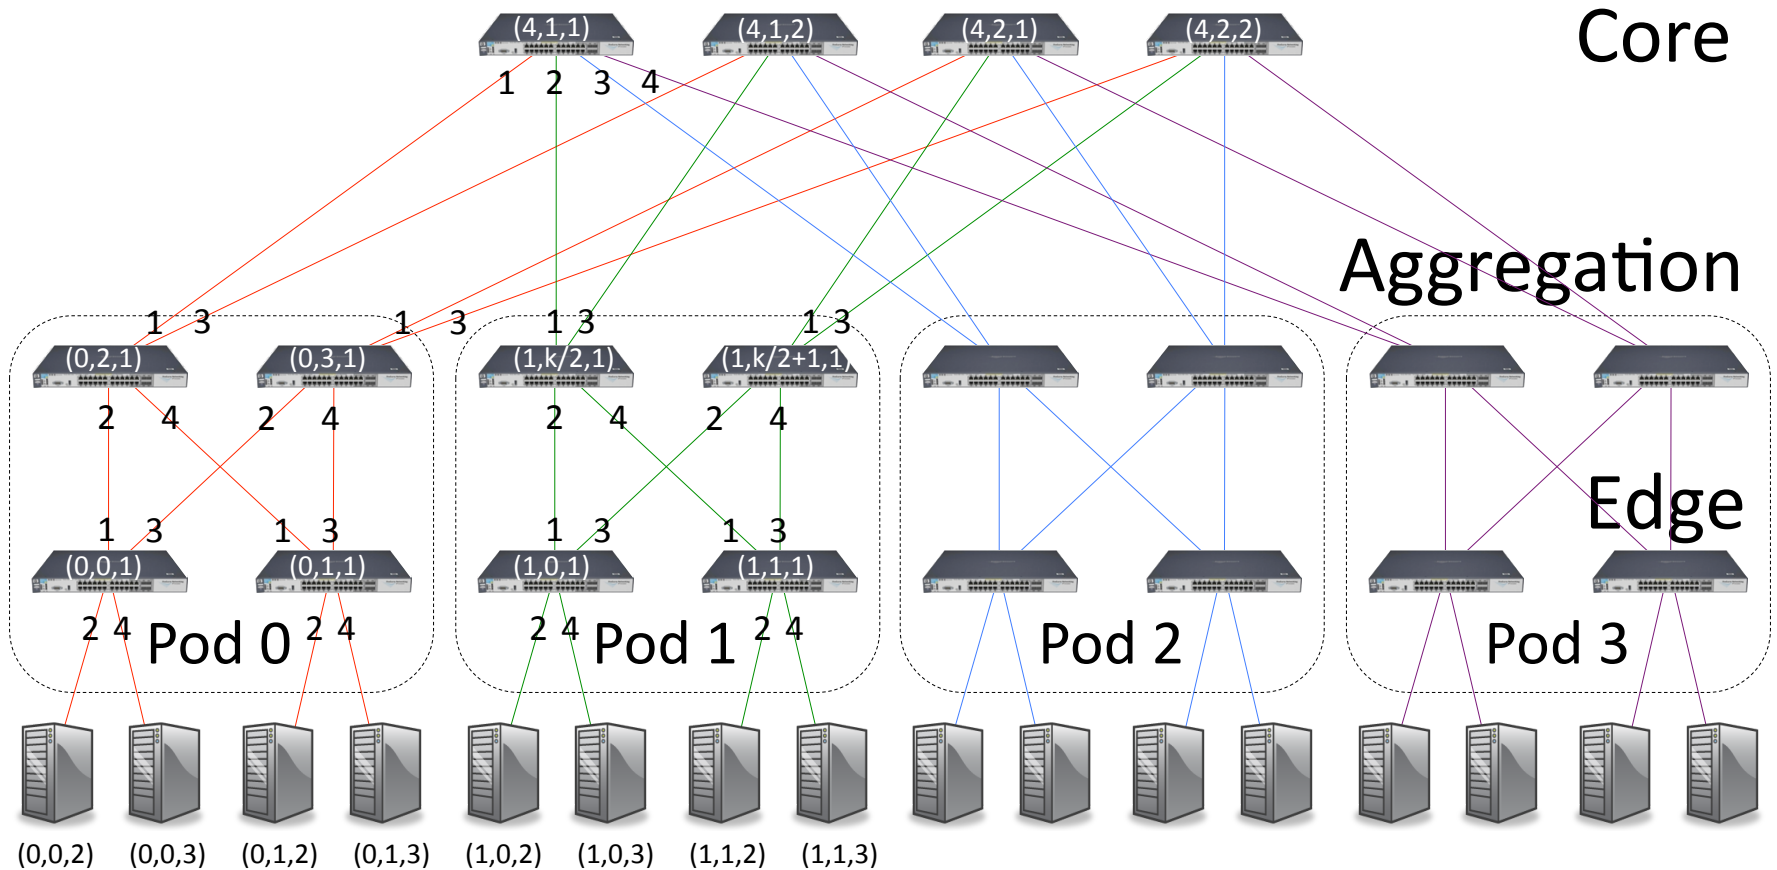 (4,1,1) (4,1,2) (4,2,1) (4,2,2) Core
1 2 3 4
Aggregation
1 3 1 3 1 3 1 3
(0,2,1) (0,3,1) (1,k/2,1) (1,k/2+1,1)
2 4 2 4 2 4 2 4
Edge
1 3 1 3 1 3 1 3
(0,0,1) (0,1,1) (1,0,1) (1,1,1)
2 4 Pod 0 2 4 2 4 Pod 1 2 4 Pod 2 Pod 3
(0,0,2) (0,0,3) (0,1,2) (0,1,3) (1,0,2) (1,0,3) (1,1,2) (1,1,3)